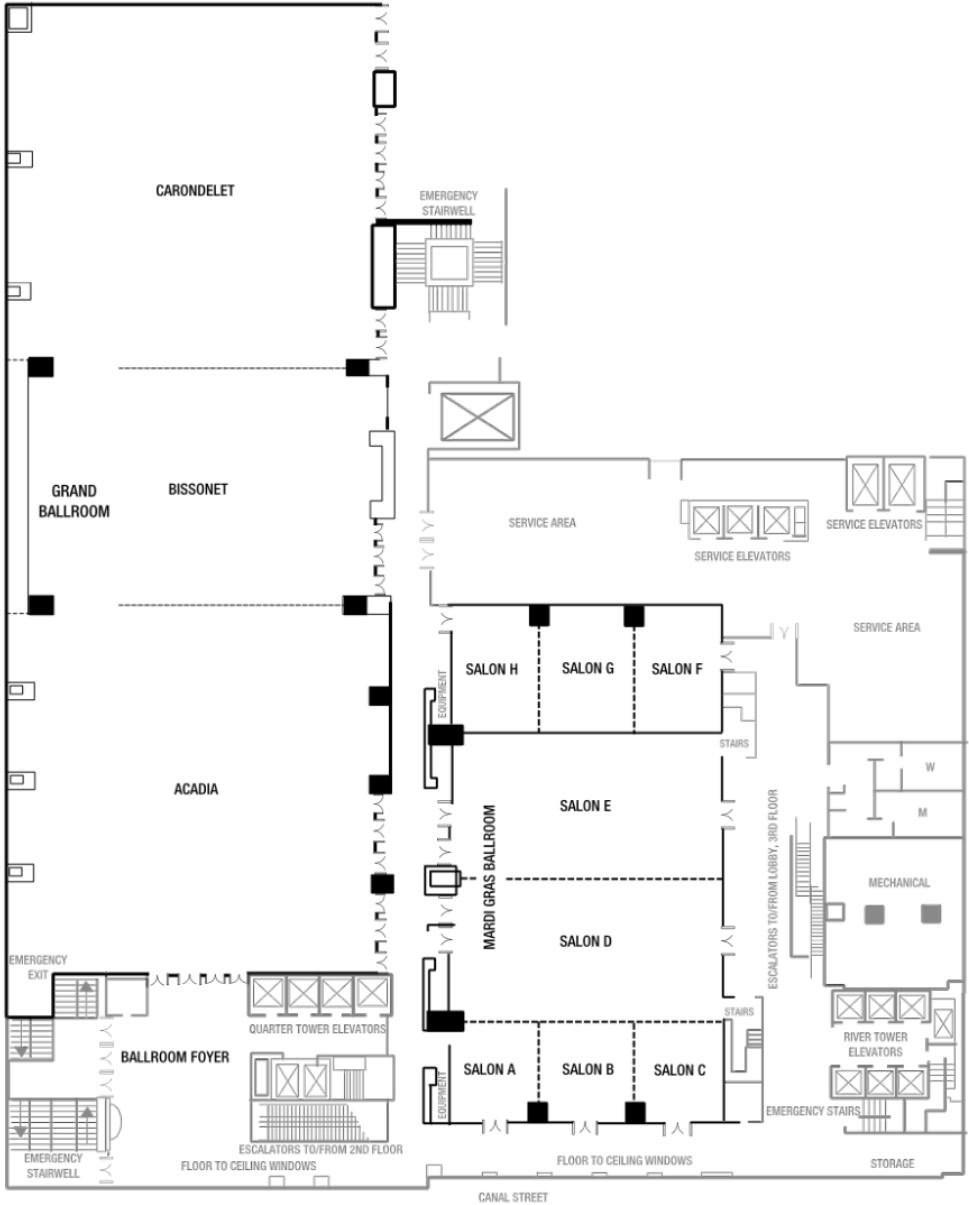 CARONDELET
EMERGENCY
STAIRWELL
GRAND
BALLROOM
BISSONET
SERVICE AREA
SERVICE ELEVATORS
SERVICE ELEVATORS
SERVICE AREA
SALON H
SALON G
SALON F
EQUIPMENT
STAIRS
ACADIA
SALON E
W
M
MARDI GRAS BALLROOM
ESCALATORS TO/FROM LOBBY, 3RD FLOOR
MECHANICAL
SALON D
EMERGENCY
EXIT
QUARTER TOWER ELEVATORS
STAIRS
RIVER TOWER
ELEVATORS
BALLROOM FOYER
SALON A
SALON B
SALON C
EQUIPMENT
EMERGENCY STAIRS
ESCALATORS TO/FROM 2ND FLOOR
EMERGENCY
STAIRWELL
FLOOR TO CEILING WINDOWS
FLOOR TO CEILING WINDOWS
STORAGE
CANAL STREET